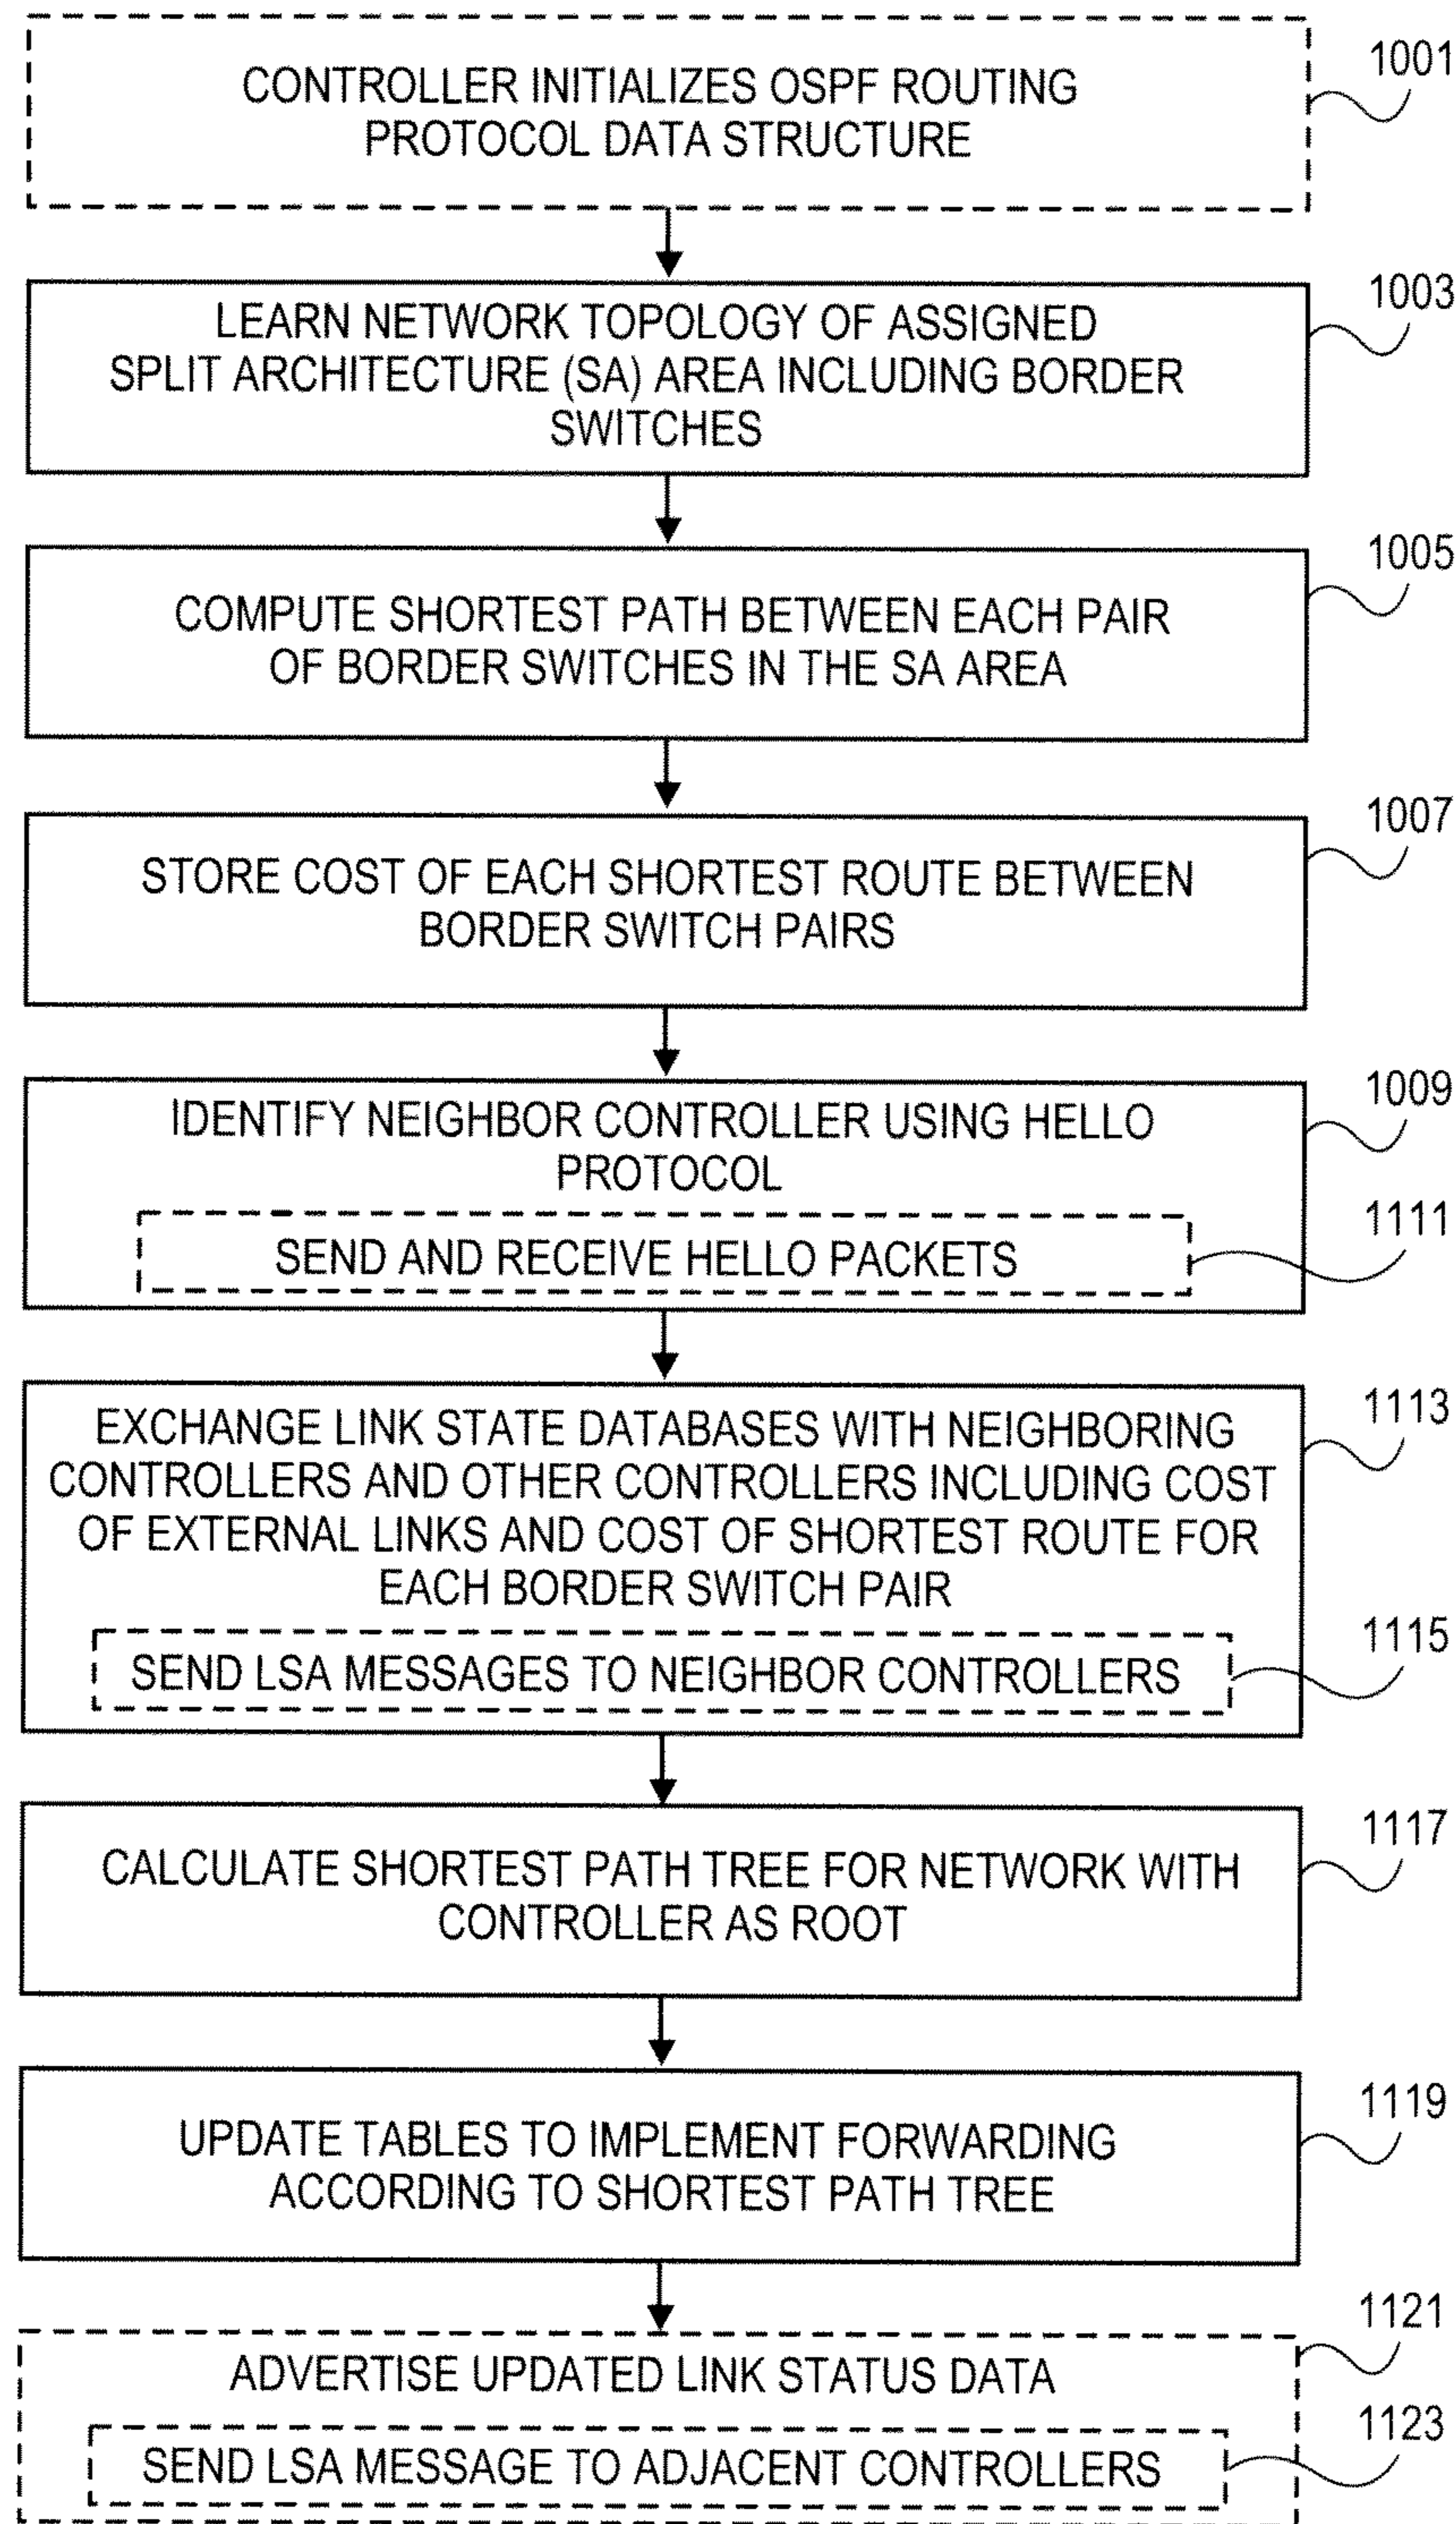 CONTROLLER INITIALIZES OSPF ROUTING
PROTOCOL DATA STRUCTURE
1001
LEARN NETWORK TOPOLOGY OF ASSIGNED
SPLIT ARCHITECTURE (SA) AREA INCLUDING BORDER
SWITCHES
1003
COMPUTE SHORTEST PATH BETWEEN EACH PAIR
OF BORDER SWITCHES IN THE SA AREA
1005
STORE COST OF EACH SHORTEST ROUTE BETWEEN
BORDER SWITCH PAIRS
1007
IDENTIFY NEIGHBOR CONTROLLER USING HELLO
PROTOCOL
1009
SEND AND RECEIVE HELLO PACKETS
1111
EXCHANGE LINK STATE DATABASES WITH NEIGHBORING
CONTROLLERS AND OTHER CONTROLLERS INCLUDING COST
OF EXTERNAL LINKS AND COST OF SHORTEST ROUTE FOR
EACH BORDER SWITCH PAIR
1113
SEND LSA MESSAGES TO NEIGHBOR CONTROLLERS
1115
CALCULATE SHORTEST PATH TREE FOR NETWORK WITH
CONTROLLER AS ROOT
1117
UPDATE TABLES TO IMPLEMENT FORWARDING
ACCORDING TO SHORTEST PATH TREE
1119
ADVERTISE UPDATED LINK STATUS DATA
1121
SEND LSA MESSAGE TO ADJACENT CONTROLLERS
1123